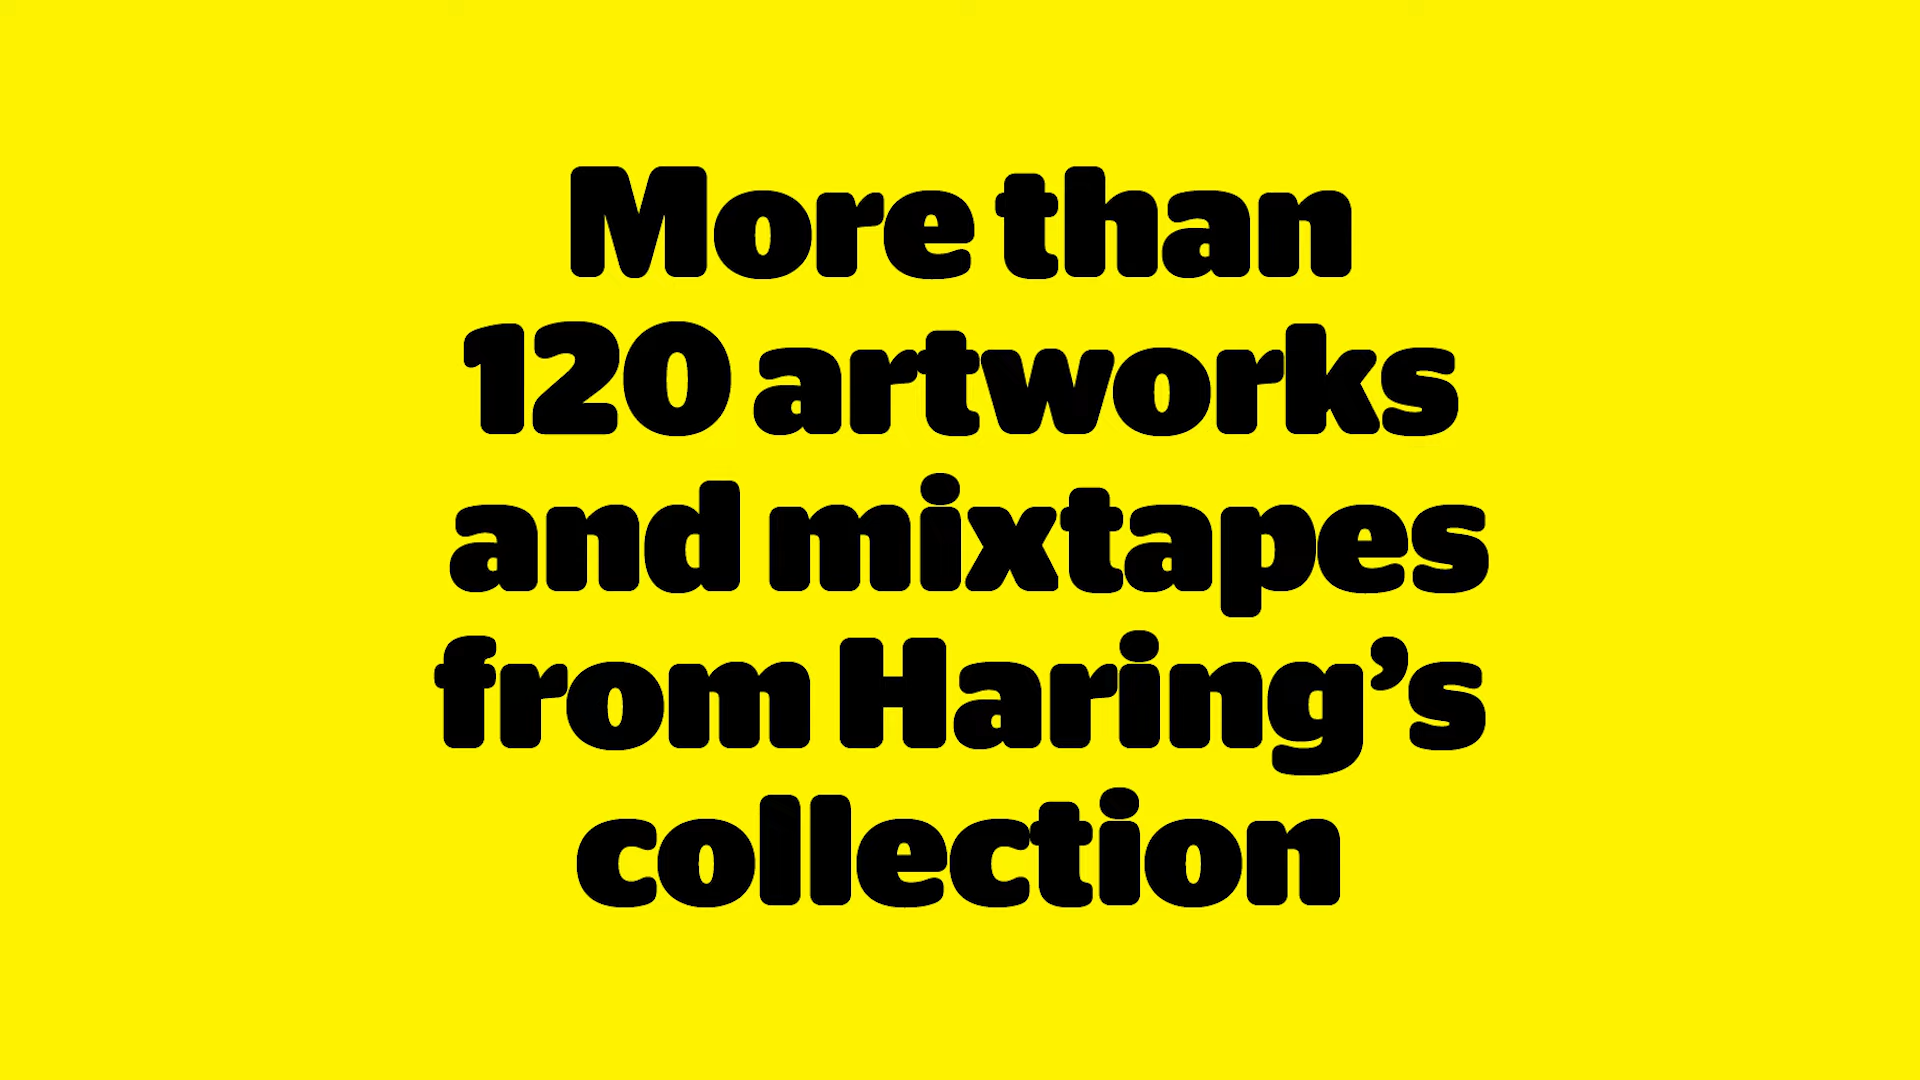 More than
120 artworks
and mixtapes
from Haring’s
collection